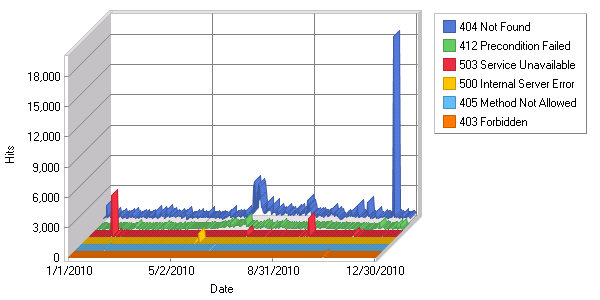 404 Not Found
412 Precondition Failed
503 Service Unavailable
500 Internal Server Error
405 Method Not Allowed
403 Forbidden
18,000
15,000
12,000
9,000
6,000
3,000
0
Hits
1/1/2010 5/2/2010 8/31/2010 12/30/2010
Date